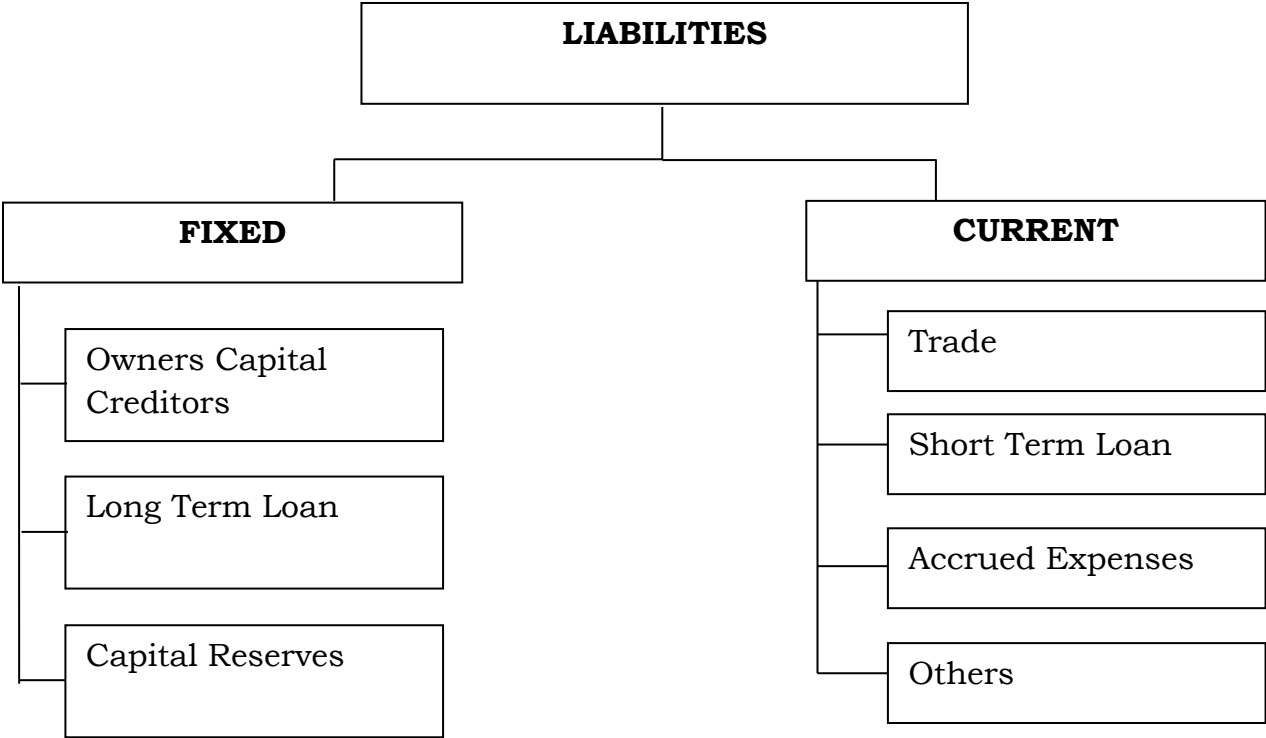 LIABILITIES
FIXED
CURRENT
Owners Capital
Creditors
Long Term Loan
Capital Reserves
Trade
Short Term Loan
Accrued Expenses
Others